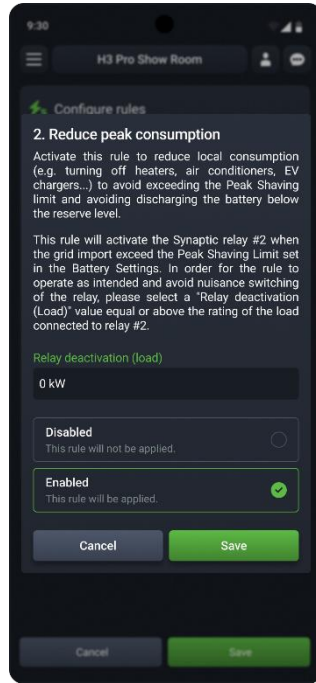 9:30
H3 Pro Show Room
Configure rules
2. Reduce peak consumption
Activate this rule to reduce local consumption
(e.g. turning off heaters, air conditioners, EV
chargers...) to avoid exceeding the Peak Shaving
limit and avoiding discharging the battery below
the reserve level.
This rule will activate the Synaptic relay #2 when
the grid import exceed the Peak Shaving Limit set
in the Battery Settings. In order for the rule to
operate as intended and avoid nuisance switching
of the relay, please select a "Relay deactivation
(Load)" value equal or above the rating of the load
connected to relay #2.
Relay deactivation (load)
0 kW
Disabled
This rule will not be applied.
Enabled
This rule will be applied.
Cancel Save
Cancel Save